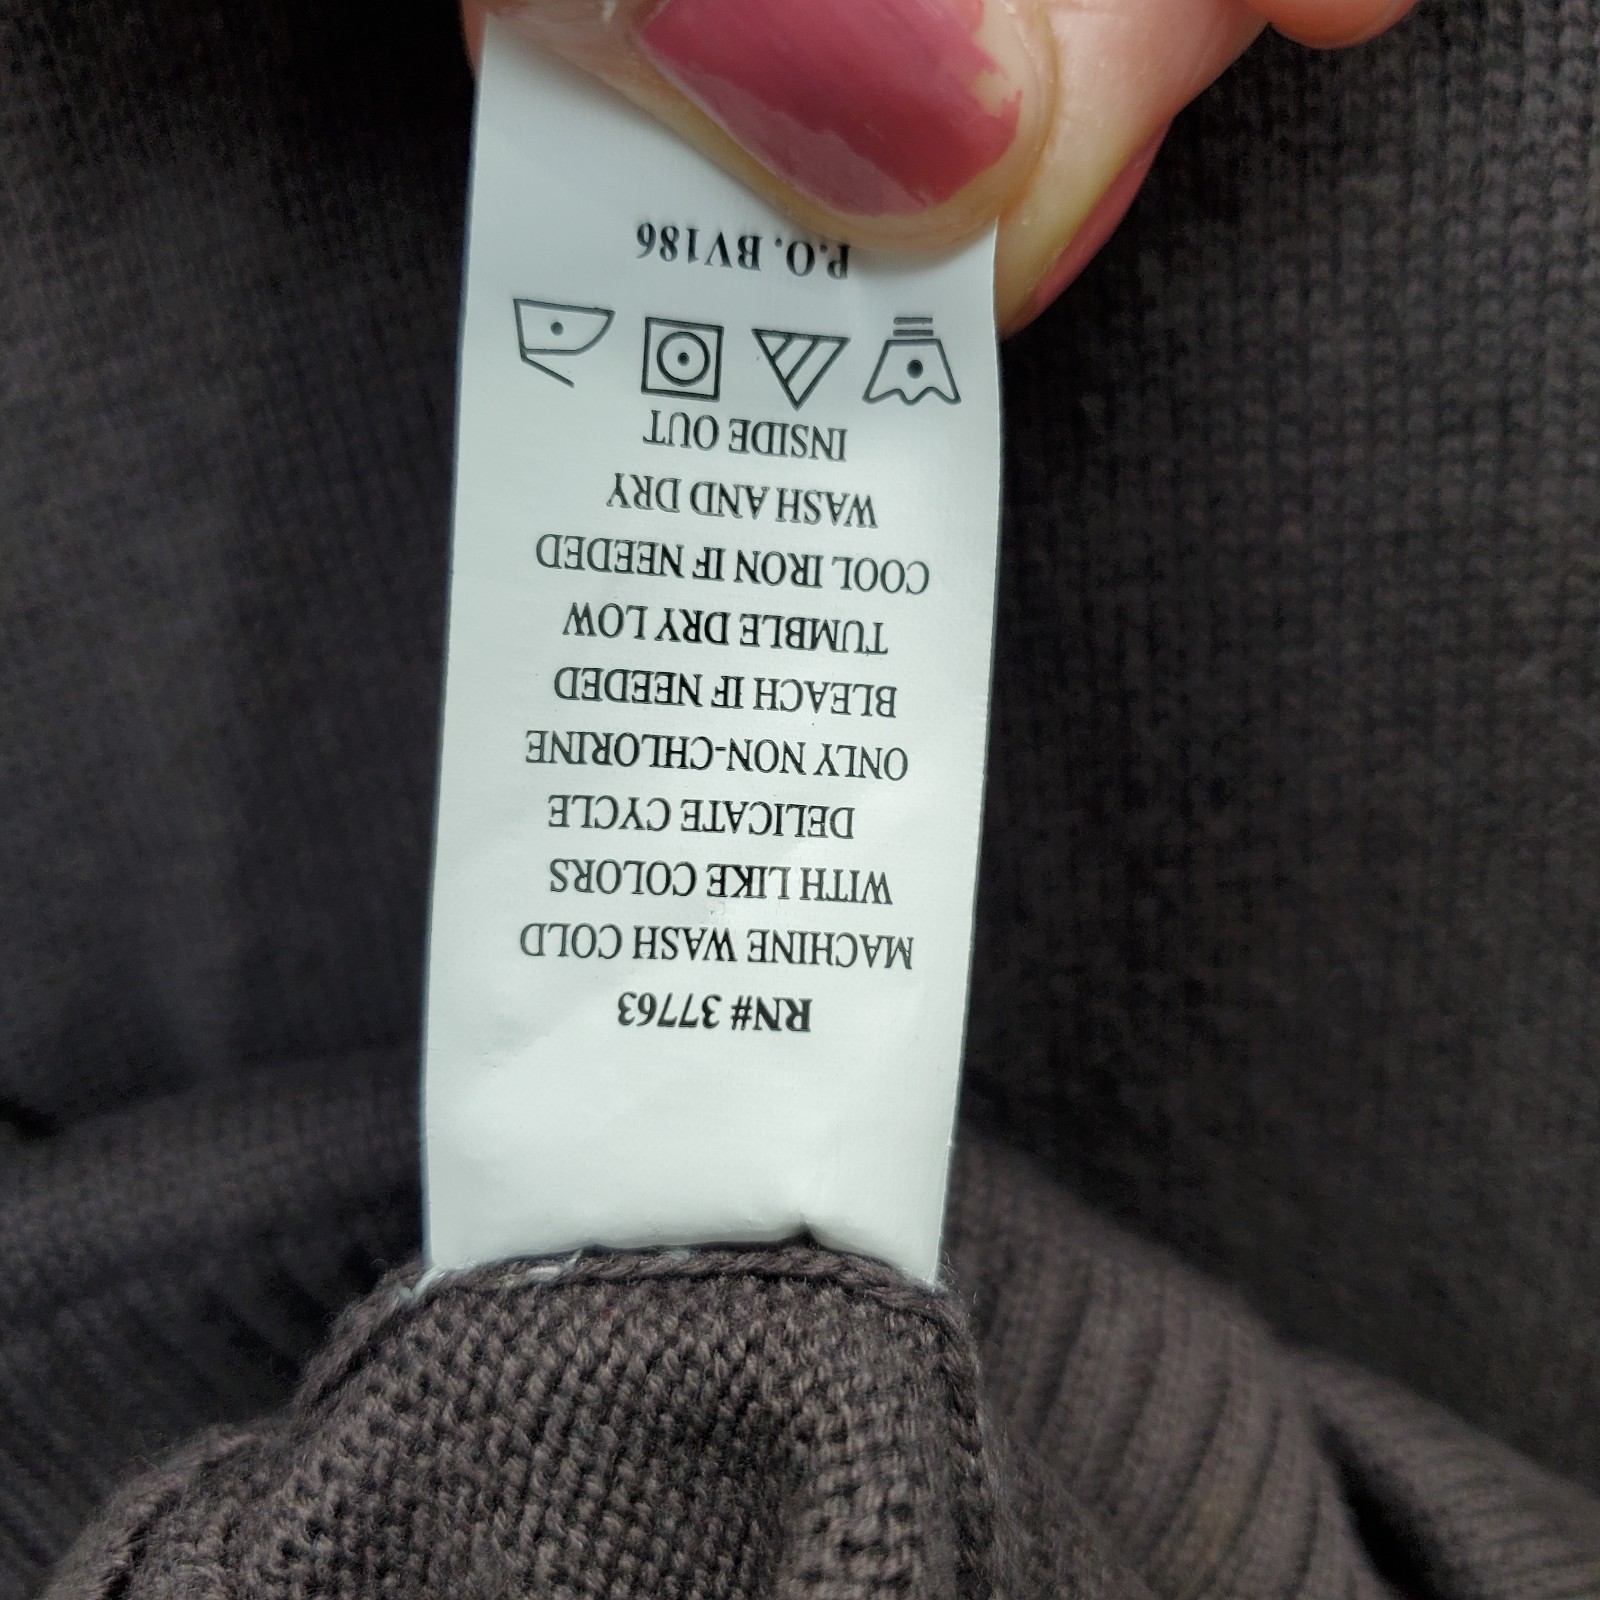 RN# 37763
MACHINE WASH COLD
WITH LIKE COLORS
DELICATE CYCLE
ONLY NON-CHLORINE
BLEACH IF NEEDED
TUMBLE DRY LOW
COOL IRON IF NEEDED
WASH AND DRY
INSIDE OUT
P.O. BV186